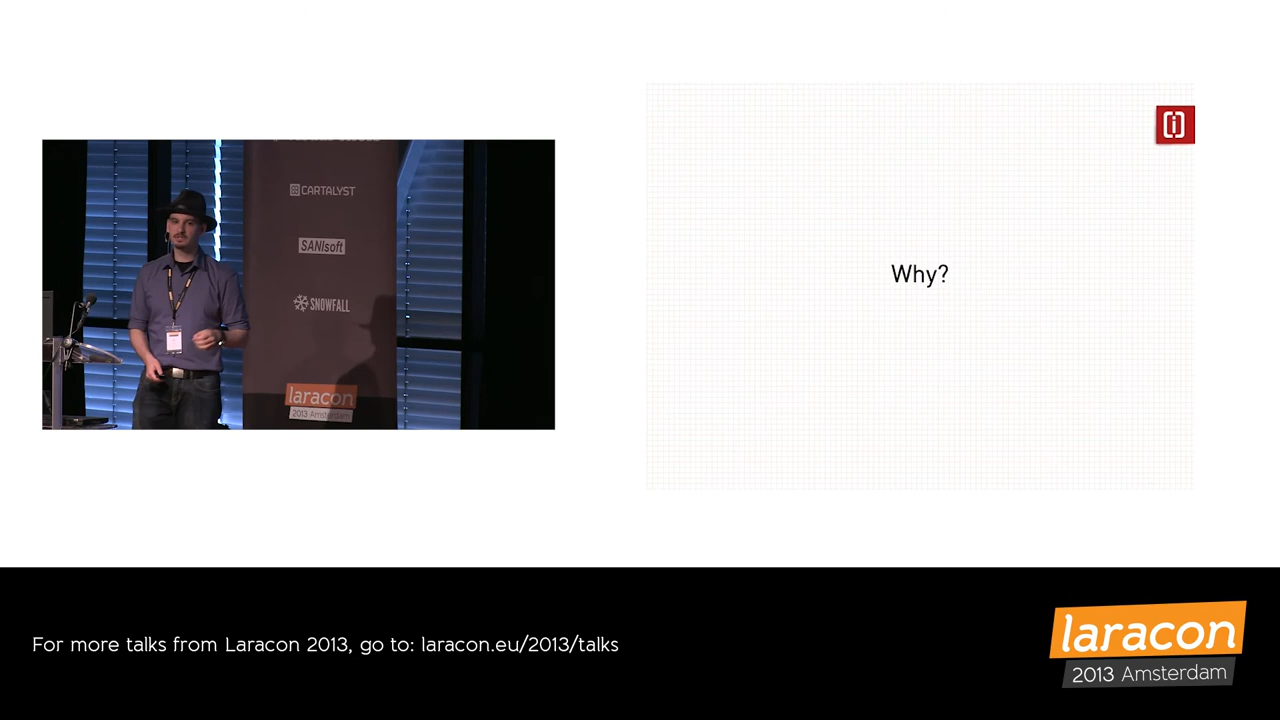 CARTALYST
SANIsoft
SNOWFALL
laracon
2013 Amsterdam
[i]
Why?
For more talks from Laracon 2013, go to: laracon.eu/2013/talks
laracon
2013 Amsterdam